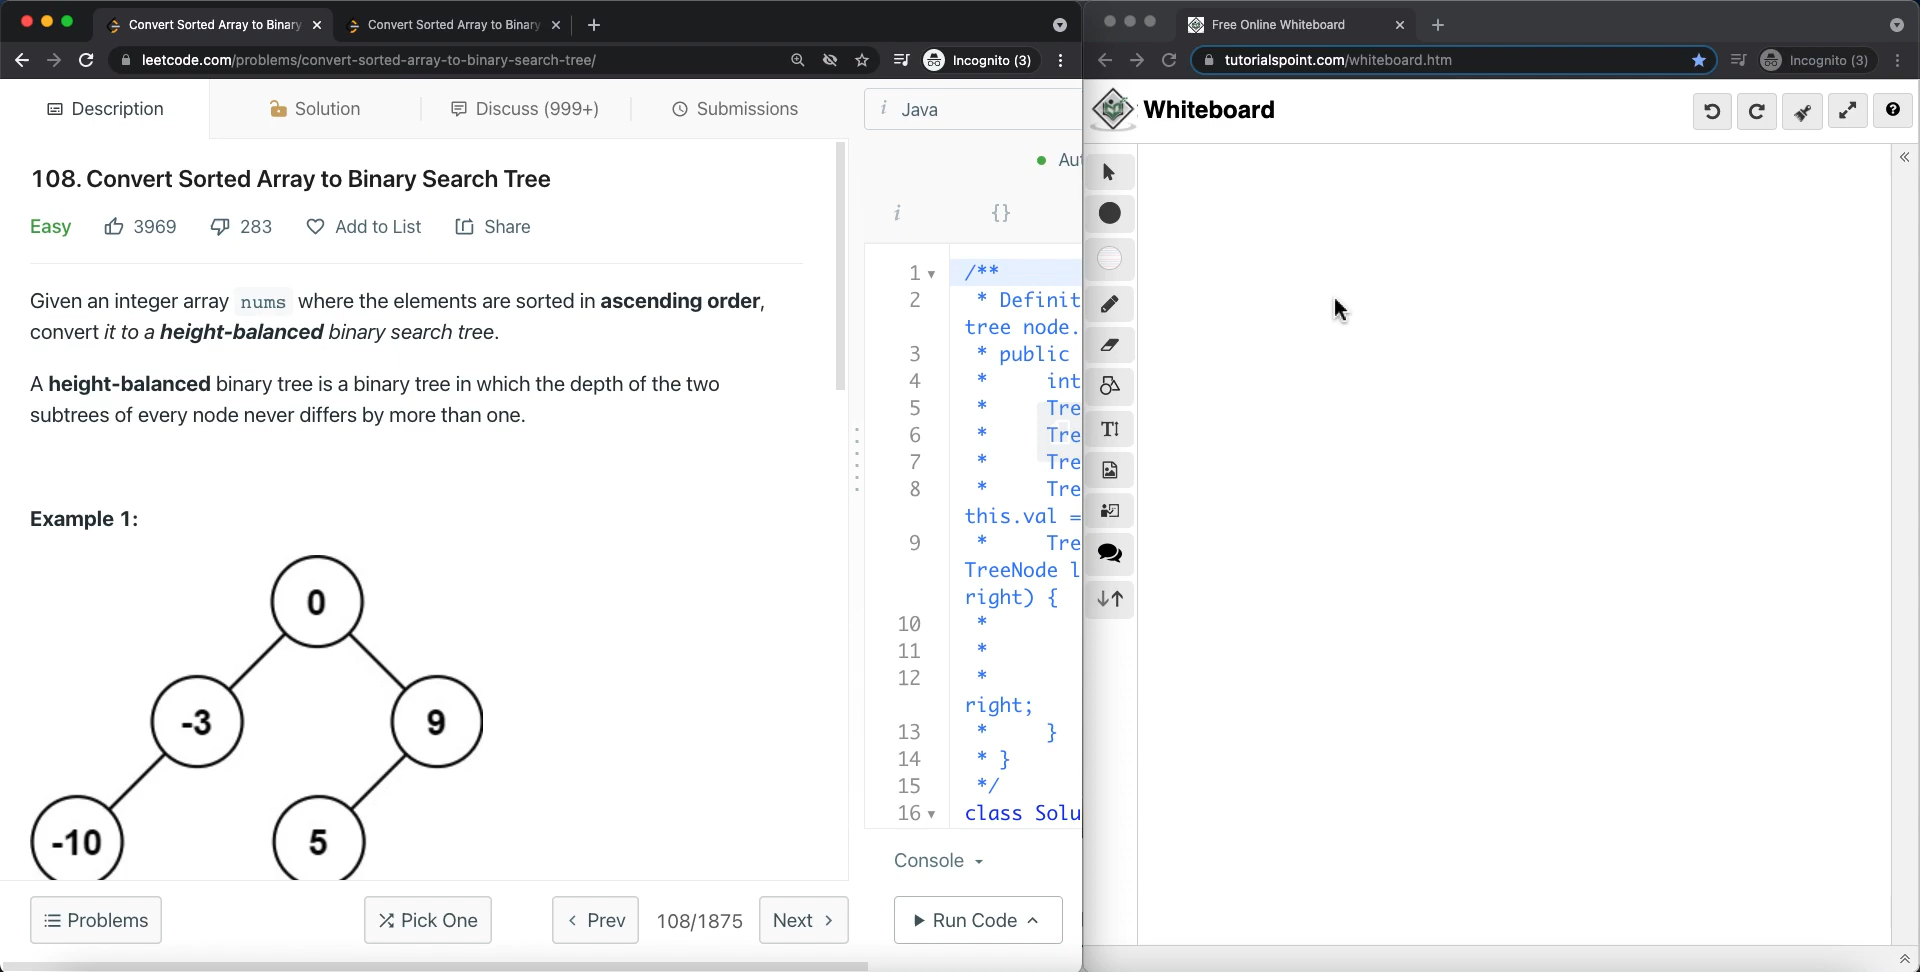 Convert Sorted Array to Binary
Convert Sorted Array to Binary
leetcode.com/problems/convert-sorted-array-to-binary-search-tree/
Incognito (3)
Description
Solution
Discuss (999+)
Submissions
108. Convert Sorted Array to Binary Search Tree
Easy
3969
283
Add to List
Share
Given an integer array nums where the elements are sorted in ascending order,
convert it to a height-balanced binary search tree.
A height-balanced binary tree is a binary tree in which the depth of the two
subtrees of every node never differs by more than one.
Example 1:
0
-3
9
-10
5
Problems
Pick One
Prev
108/1875
Next
i Java
Aut
i
{}
1 /**
2 * Definit
tree node.
3 * public
4 * int
5 * Tre
6 * Tre
7 * Tre
8 * Tre
this.val =
9 * Tre
TreeNode l
right) {
10 *
11 *
12 *
right;
13 * }
14 * }
15 */
16 class Solu
Console
Run Code
Free Online Whiteboard
tutorialspoint.com/whiteboard.htm
Incognito (3)
Whiteboard